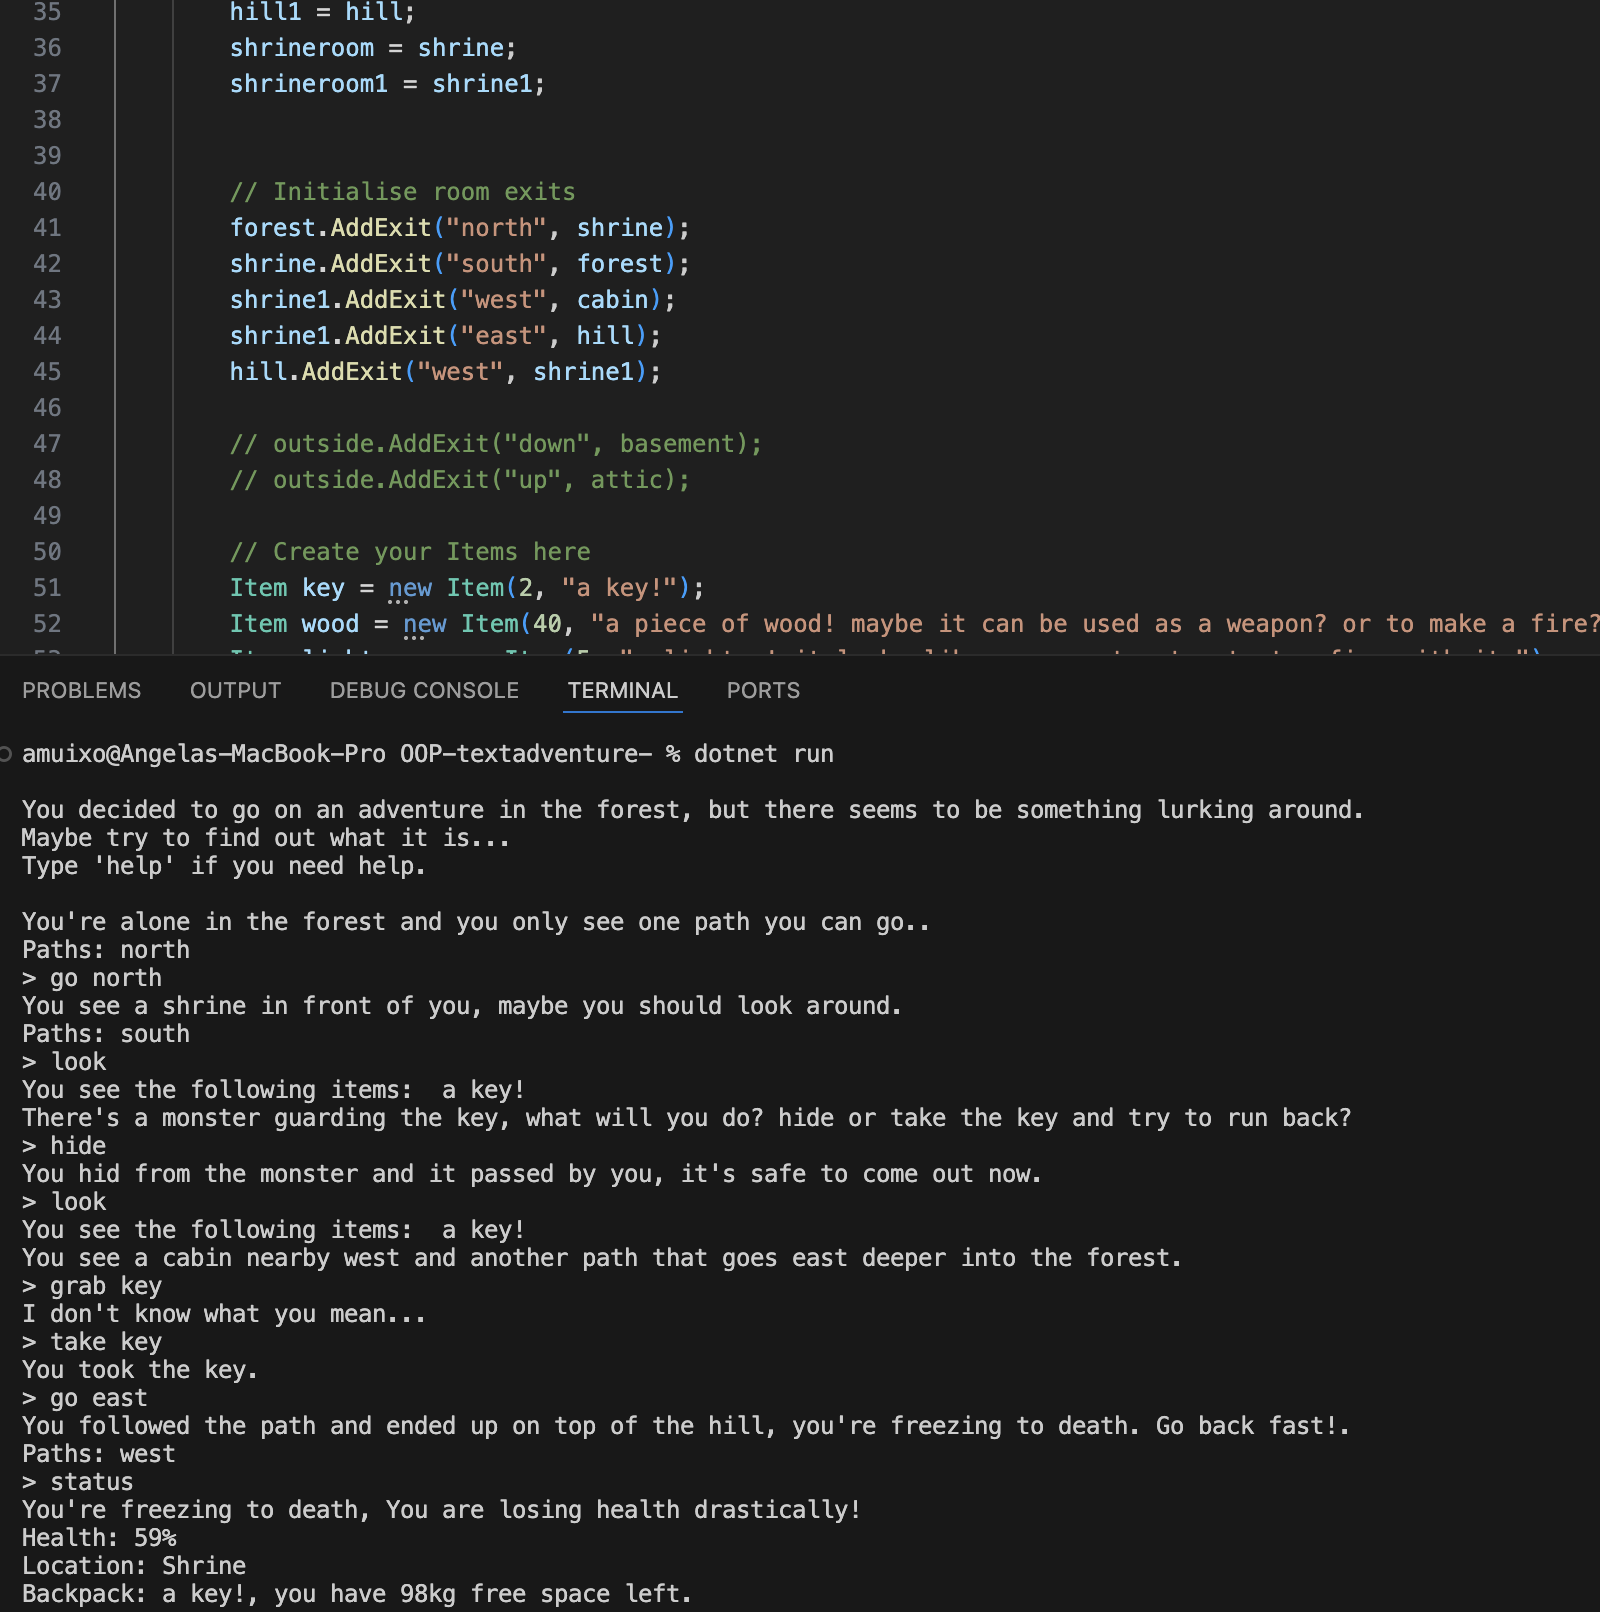 35 hill1 = hill;
36 shrineroom = shrine;
37 shrineroom1 = shrine1;
38
39
40 // Initialise room exits
41 forest.AddExit("north", shrine);
42 shrine.AddExit("south", forest);
43 shrine1.AddExit("west", cabin);
44 shrine1.AddExit("east", hill);
45 hill.AddExit("west", shrine1);
46
47 // outside.AddExit("down", basement);
48 // outside.AddExit("up", attic);
49
50 // Create your Items here
51 Item key = new Item(2, "a key!");
52 Item wood = new Item(40, "a piece of wood! maybe it can be used as a weapon? or to make a fire?
PROBLEMS OUTPUT DEBUG CONSOLE TERMINAL PORTS
amuixo@Angelas-MacBook-Pro OOP-textadventure- % dotnet run
You decided to go on an adventure in the forest, but there seems to be something lurking around.
Maybe try to find out what it is...
Type 'help' if you need help.
You're alone in the forest and you only see one path you can go..
Paths: north
> go north
You see a shrine in front of you, maybe you should look around.
Paths: south
> look
You see the following items:  a key!
There's a monster guarding the key, what will you do? hide or take the key and try to run back?
> hide
You hid from the monster and it passed by you, it's safe to come out now.
> look
You see the following items:  a key!
You see a cabin nearby west and another path that goes east deeper into the forest.
> grab key
I don't know what you mean...
> take key
You took the key.
> go east
You followed the path and ended up on top of the hill, you're freezing to death. Go back fast!.
Paths: west
> status
You're freezing to death, You are losing health drastically!
Health: 59%
Location: Shrine
Backpack: a key!, you have 98kg free space left.